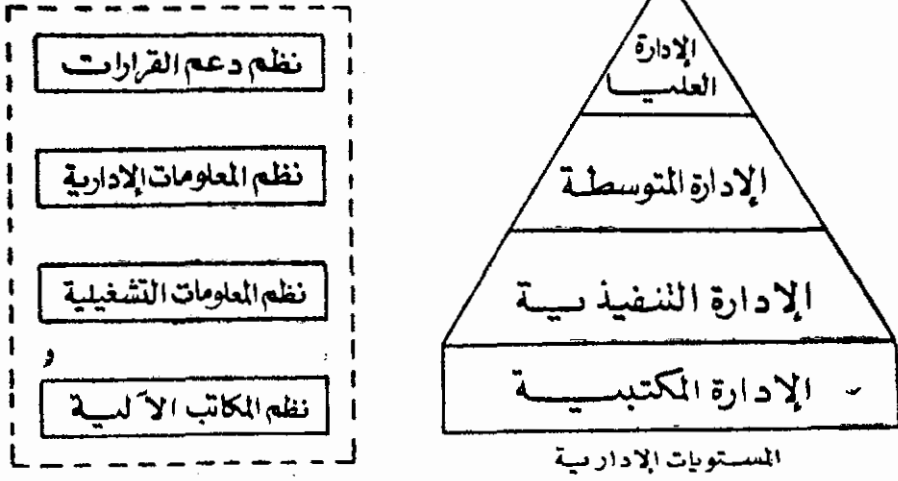 الإدارة
العليا
الإدارة المتوسطة
الإدارة التنفيذية
الإدارة المكتبية
المستويات الإدارية
نظم دعم القرارات
نظم المعلومات الإدارية
نظم المعلومات التشغيلية
و
نظم المكاتب الآلية